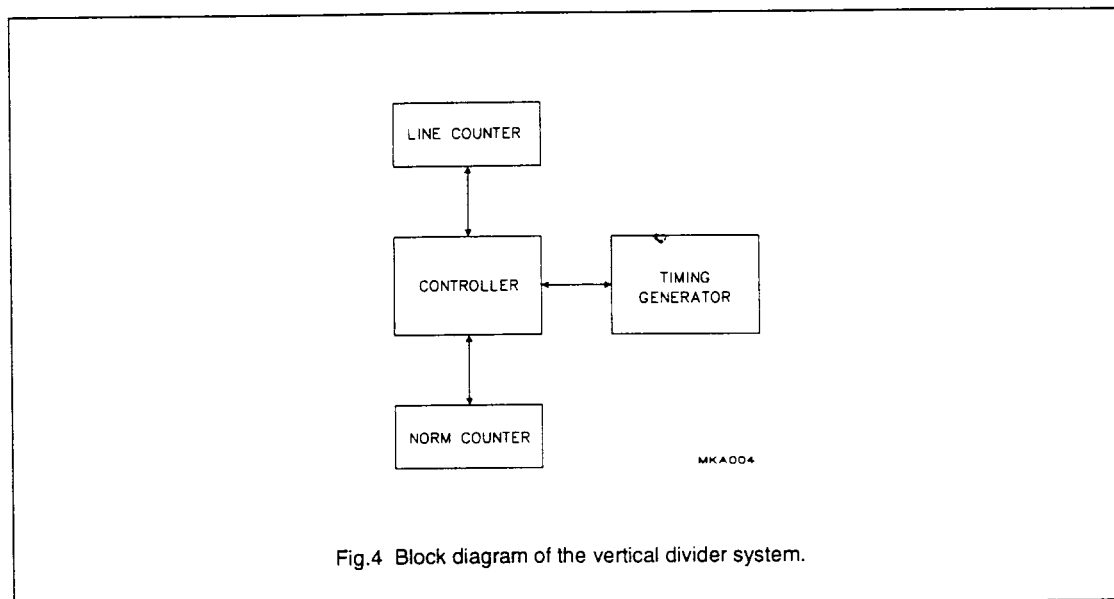 LINE COUNTER
CONTROLLER
TIMING
GENERATOR
NORM COUNTER
MKA004
Fig.4 Block diagram of the vertical divider system.